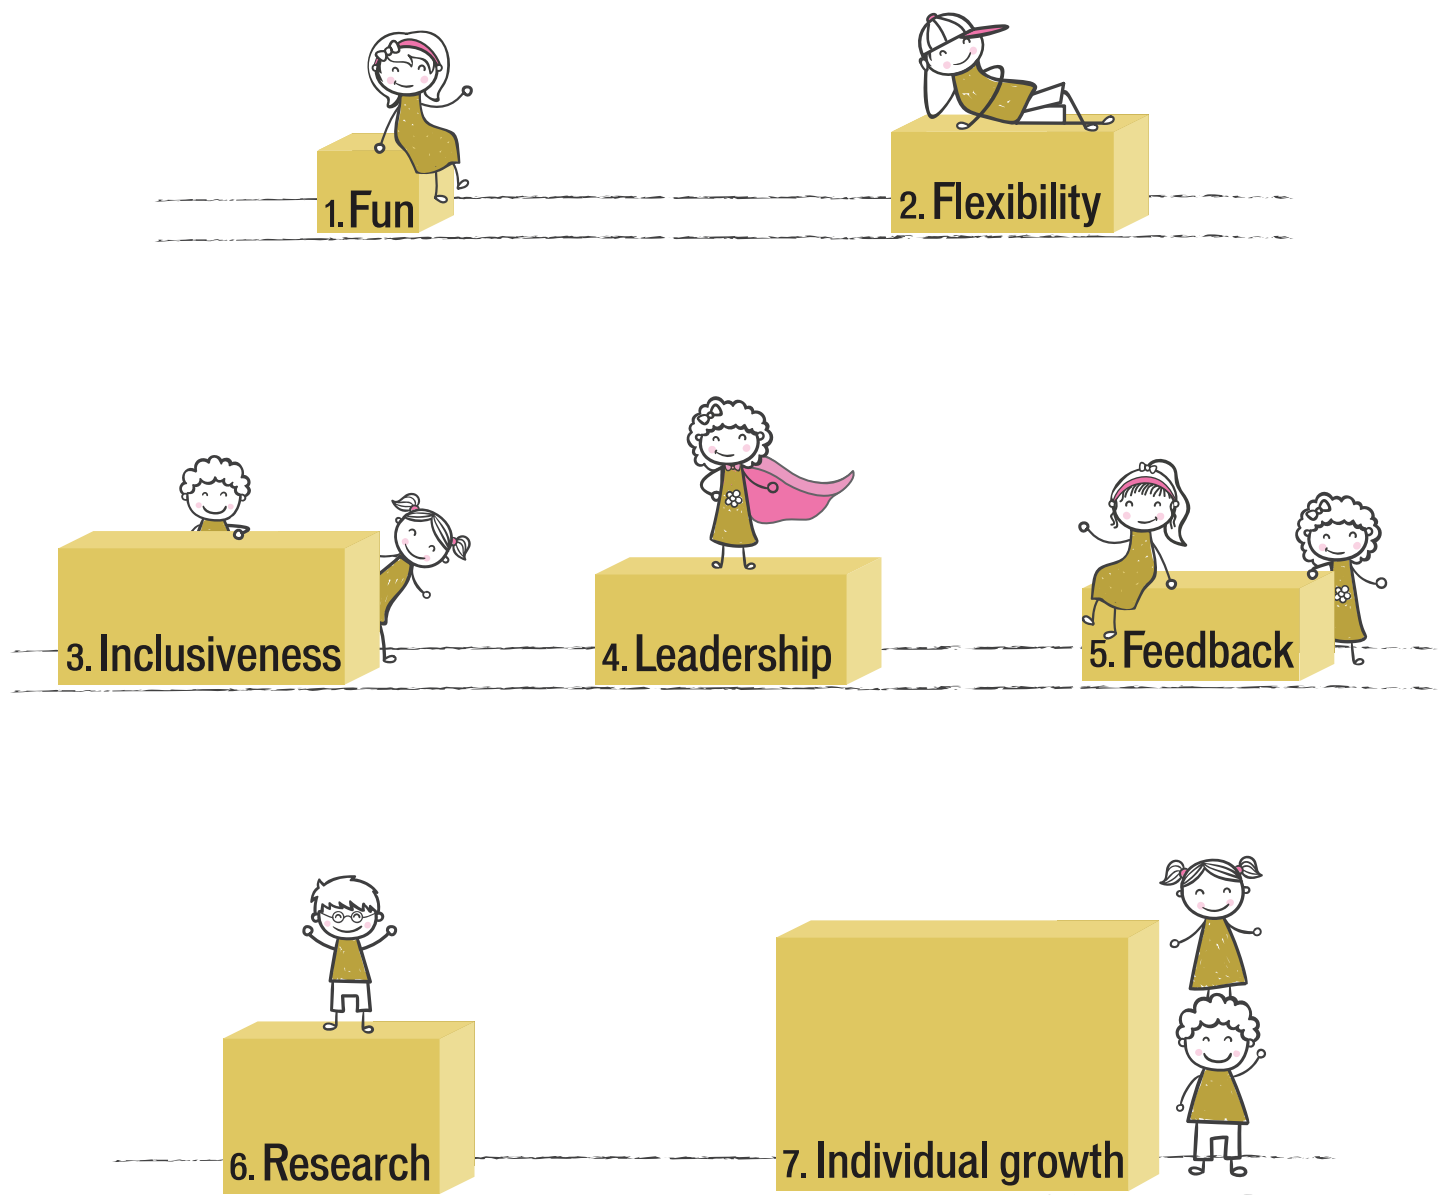 1. Fun
2. Flexibility
3. Inclusiveness
4. Leadership
5. Feedback
6. Research
7. Individual growth